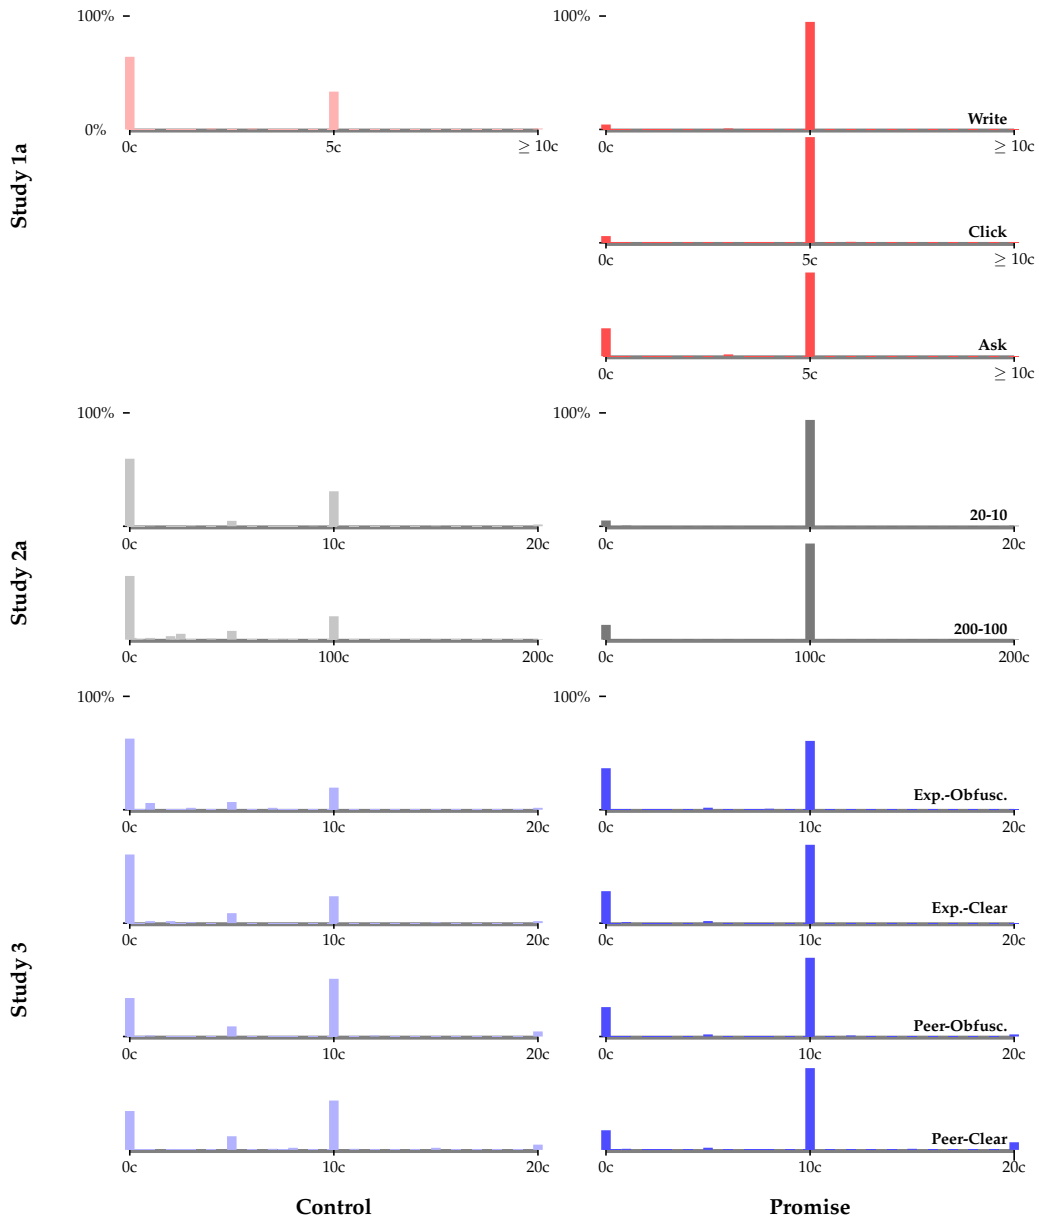 100% 100%
0% Write
0c 5c ≥ 10c 0c 5c ≥ 10c
Study 1a
Click
0c 5c ≥ 10c
Ask
0c 5c ≥ 10c
100% 100%
20-10
0c 10c 20c 0c 10c 20c
Study 2a
200-100
0c 100c 200c 0c 100c 200c
100% 100%
Exp.-Obfusc.
0c 10c 20c 0c 10c 20c
Exp.-Clear
0c 10c 20c 0c 10c 20c
Study 3
Peer-Obfusc.
0c 10c 20c 0c 10c 20c
Peer-Clear
0c 10c 20c 0c 10c 20c
Control Promise